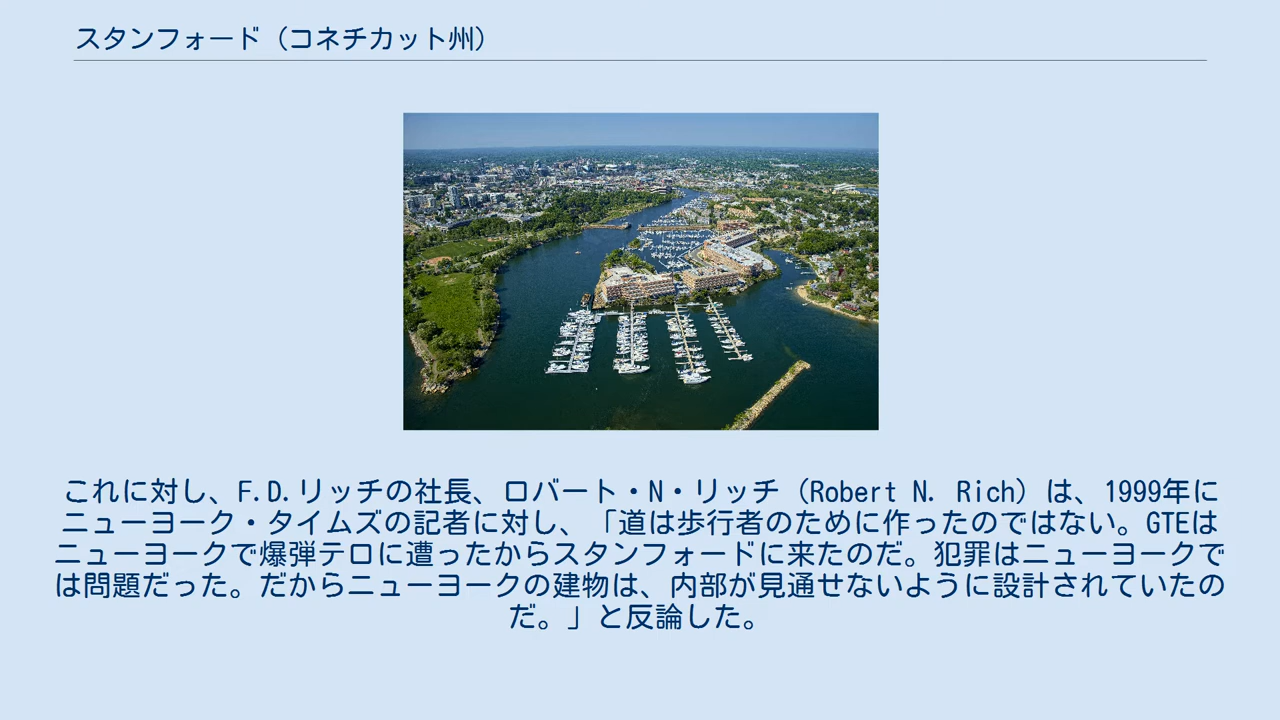 スタンフォード（コネチカット州）
これに対し、F.D.リッチの社長、ロバート・N・リッチ（Robert N. Rich）は、1999年に
ニューヨーク・タイムズの記者に対し、「道は歩行者のために作ったのではない。GTEは
ニューヨークで爆弾テロに遭ったからスタンフォードに来たのだ。犯罪はニューヨークで
は問題だった。だからニューヨークの建物は、内部が見通せないように設計されていたの
だ。」と反論した。